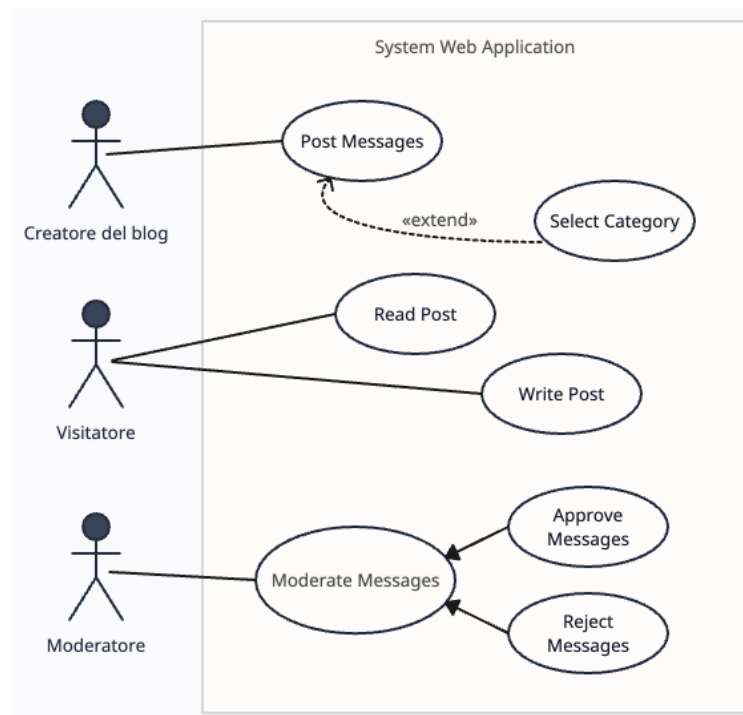 System Web Application
Post Messages
Creatore del blog
«extend»
Select Category
Read Post
Visitatore
Write Post
Approve
Messages
Moderate Messages
Moderatore
Reject
Messages